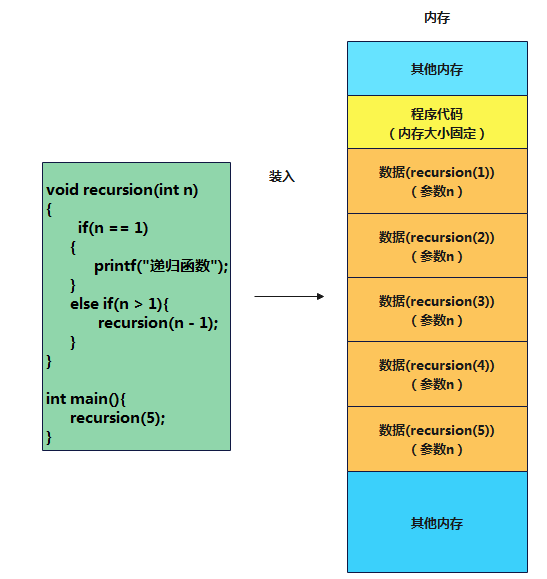 内存
其他内存
程序代码
（内存大小固定）
数据(recursion(1))
（参数n）
数据(recursion(2))
（参数n）
数据(recursion(3))
（参数n）
数据(recursion(4))
（参数n）
数据(recursion(5))
（参数n）
其他内存
装入
void recursion(int n)
{
if(n == 1)
{
printf("递归函数");
}
else if(n > 1){
recursion(n - 1);
}
}
int main(){
recursion(5);
}